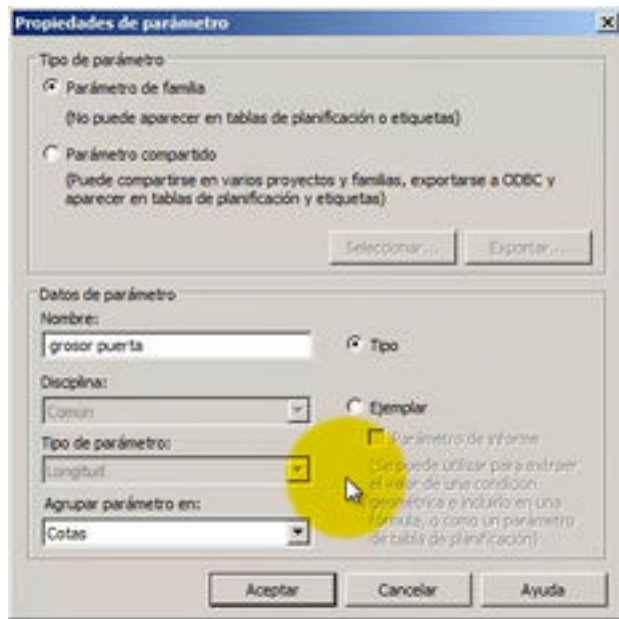 Propiedades de parámetro
Tipo de parámetro
Parámetro de familia
(No puede aparecer en tablas de planificación o etiquetas)
Parámetro compartido
(Puede compartirse en varios proyectos y familias, exportarse a ODBC y
aparecer en tablas de planificación y etiquetas)
Seleccionar...
Exportar...
Datos de parámetro
Nombre:
grosor puerta
Tipo
Disciplina:
Común
Ejemplar
Parámetro de informe
Tipo de parámetro:
Longitud
(Se puede utilizar para extraer
el valor de una condición
geométrica e incluirlo en una
fórmula, o como un parámetro
de tabla de planificación)
Agrupar parámetro en:
Cotas
Aceptar
Cancelar
Ayuda